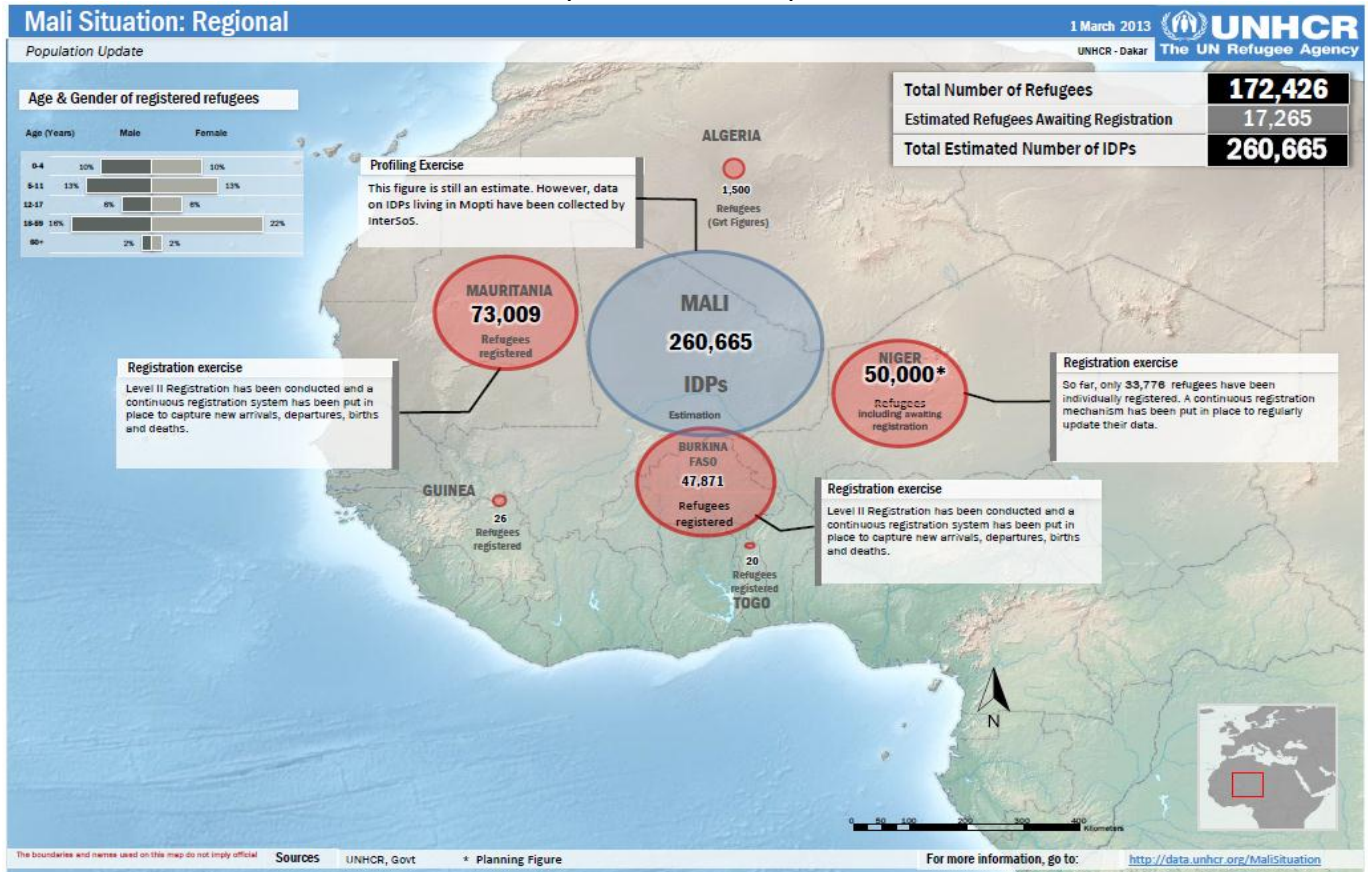 Mali Situation: Regional
1 March 2013
UNHCR
The UN Refugee Agency
Population Update
UNHCR - Dakar
Age & Gender of registered refugees
Age (Years) Male Female
0-4 10% 10%
5-11 13% 13%
12-17 6% 6%
18-59 16% 22%
60+ 2% 2%
Total Number of Refugees 172,426
Estimated Refugees Awaiting Registration 17,265
Total Estimated Number of IDPs 260,665
Profiling Exercise
This figure is still an estimate. However, data
on IDPs living in Mopti have been collected by
InterSoS.
ALGERIA
1,500
Refugees
(Gvt Figures)
MAURITANIA
73,009
Refugees
registered
MALI
260,665
IDPs
Estimation
NIGER
50,000*
Refugees
including awaiting
registration
Registration exercise
So far, only 33,776 refugees have been
individually registered. A continuous registration
mechanism has been put in place to regularly
update their data.
Registration exercise
Level II Registration has been conducted and a
continuous registration system has been put in
place to capture new arrivals, departures, births
and deaths.
BURKINA
FASO
47,871
Refugees
registered
Registration exercise
Level II Registration has been conducted and a
continuous registration system has been put in
place to capture new arrivals, departures, births
and deaths.
GUINEA
26
Refugees
registered
20
Refugees
registered
TOGO
N
0 50 100 200 300 400
Kilometers
The boundaries and names used on this map do not imply official
Sources UNHCR, Govt * Planning Figure
For more information, go to: http://data.unhcr.org/MaliSituation